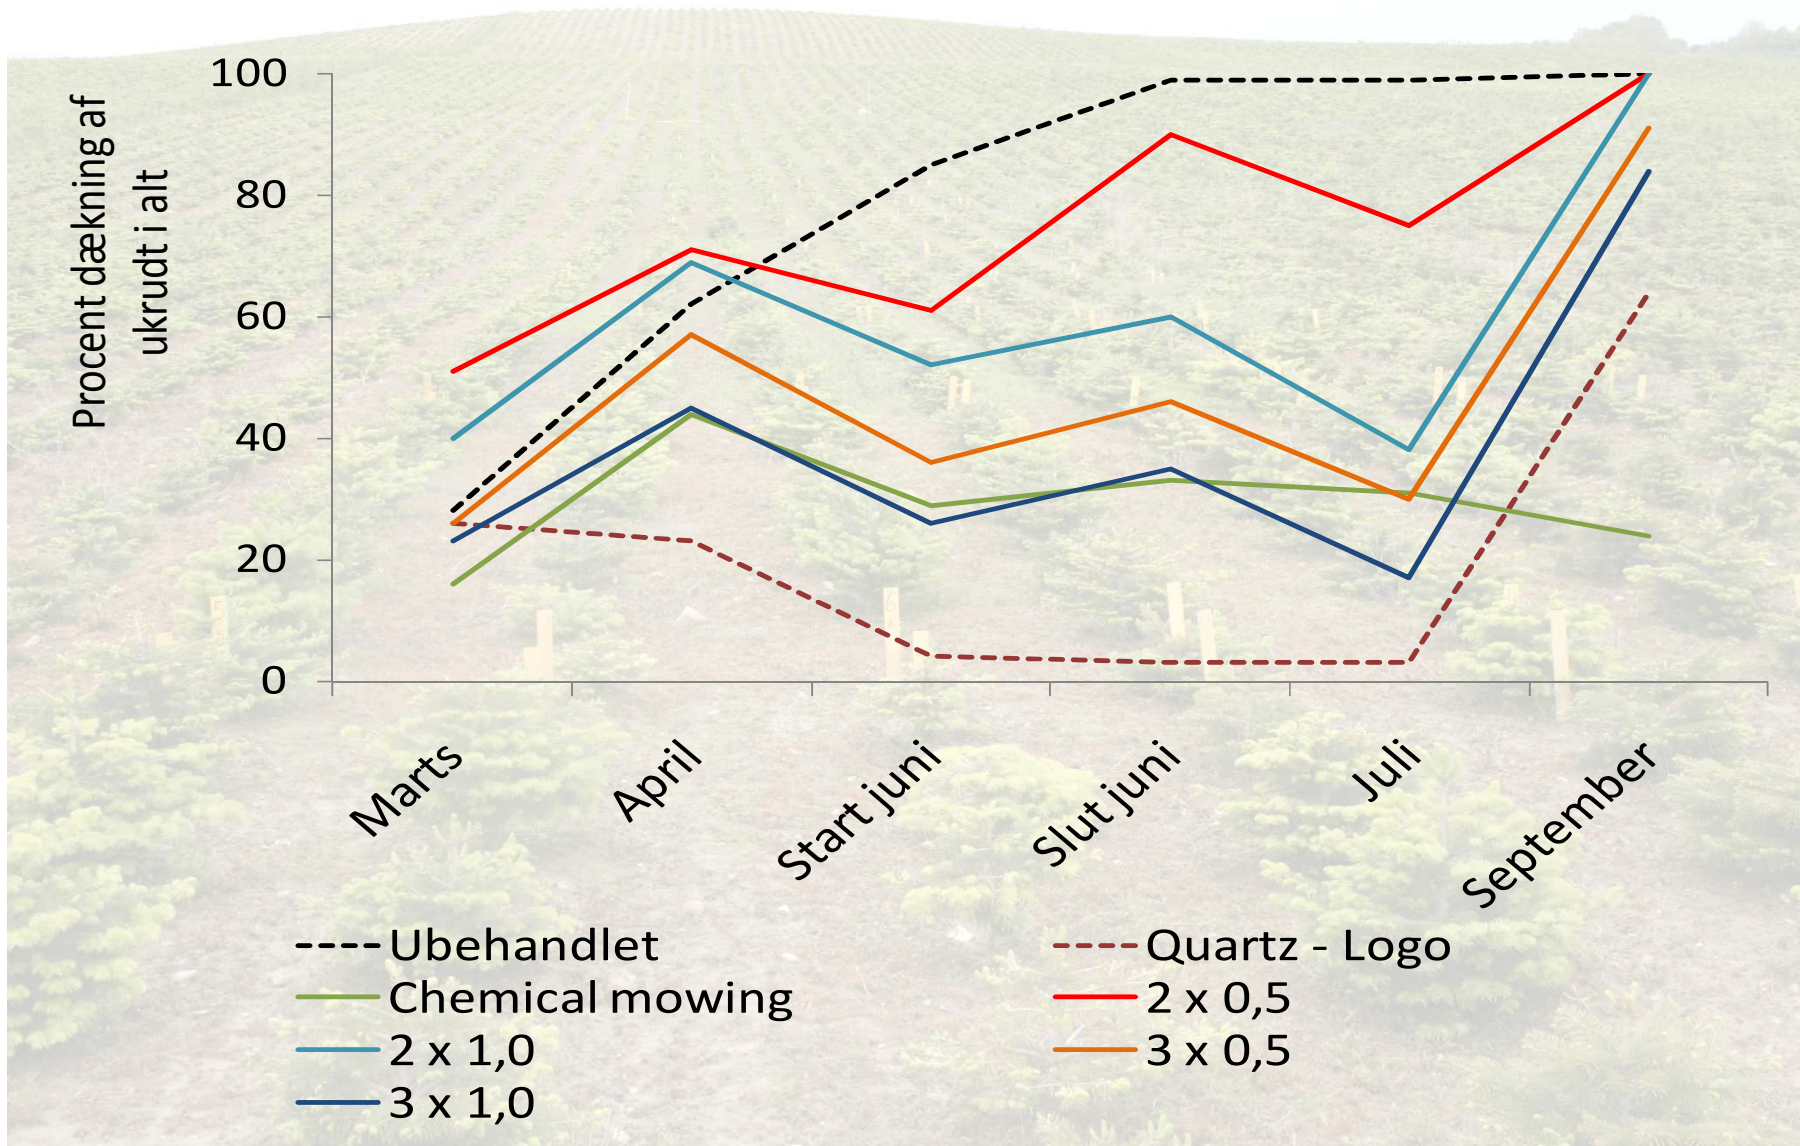 Procent dækning af
ukrudt i alt
100
80
60
40
20
0
Marts
April
Start juni
Slut juni
Juli
September
Ubehandlet
Quartz - Logo
Chemical mowing
2 x 0,5
2 x 1,0
3 x 0,5
3 x 1,0